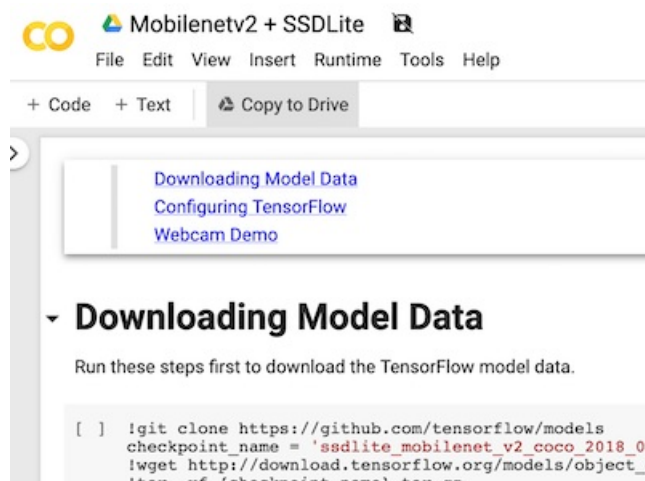 CO Mobilenetv2 + SSDLite
File Edit View Insert Runtime Tools Help
+ Code + Text Copy to Drive
Downloading Model Data
Configuring TensorFlow
Webcam Demo
Downloading Model Data
Run these steps first to download the TensorFlow model data.
[ ] !git clone https://github.com/tensorflow/models
checkpoint_name = 'ssdlite_mobilenet_v2_coco_2018_0
!wget http://download.tensorflow.org/models/object_